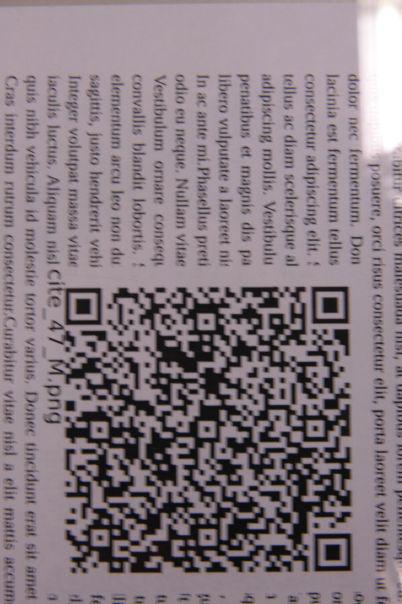 posuere, orci risus consectetur elit, porta laoreet velit diam ut
dolor nec fermentum. Don
lacinia est fermentum tellus
consectetur adipiscing elit.
tellus ac diam scelerisque al
adipiscing mollis. Vestibulu
penatibus et magnis dis pa
libero vulputate a laoreet
In ac ante mi.Phasellus preti
odio eu neque. Nullam vitae
Vestibulum ornare consequ
convallis blandit lobortis.
elementum arcu leo non du
sagittis, justo hendrerit vehi
Integer volutpat massa vitae
iaculis luctus. Aliquam nisl
cite_47_M.png
quis nibh vehicula id molestie tortor varius. Donec tincidunt erat sit amet
Cras interdum rutrum consectetur.Curabitur vitae nisl a elit mattis accum